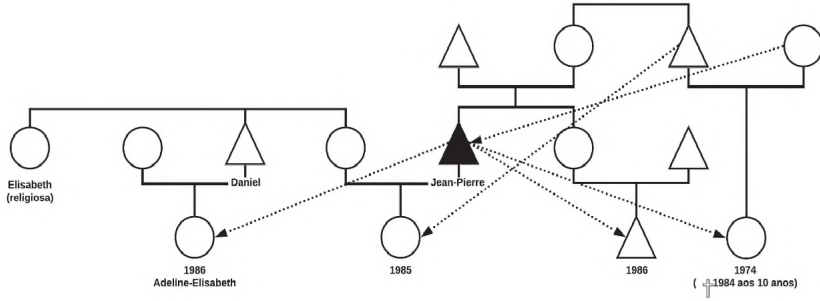 Elisabeth
(religiosa)
Daniel
Jean-Pierre
1986
Adeline-Elisabeth
1985
1986
1974
( †1984 aos 10 anos)